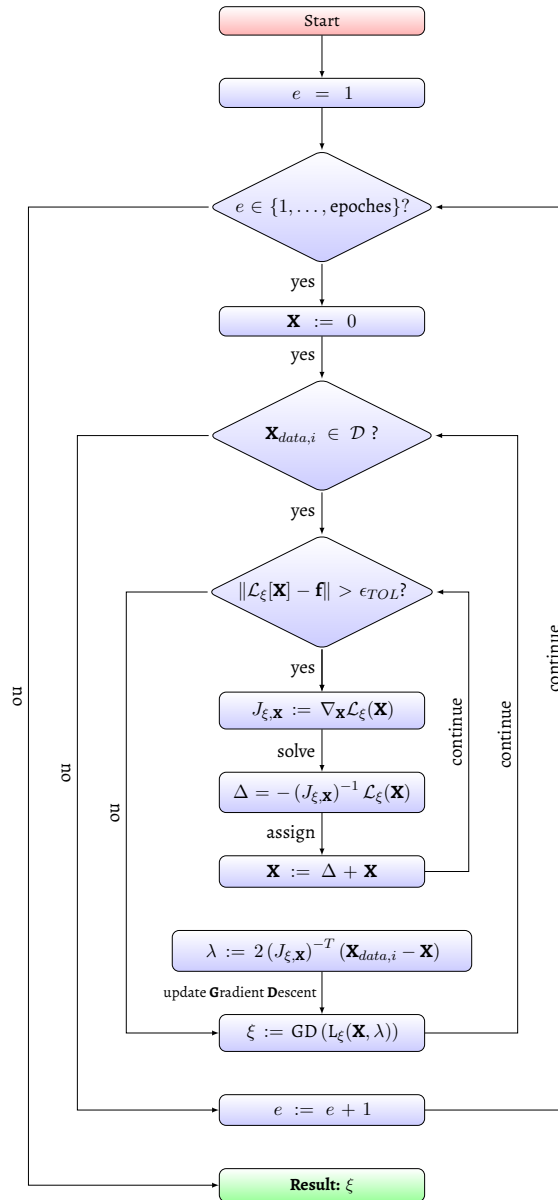 Start
e = 1
e ∈ {1, . . . , epoches}?
yes
X := 0
yes
X_{data,i} ∈ 𝒟 ?
yes
‖ℒ_ξ[X] − f‖ > ϵ_{TOL}?
yes
J_{ξ,X} := ∇_X ℒ_ξ(X)
solve
Δ = − (J_{ξ,X})^{−1} ℒ_ξ(X)
assign
X := Δ + X
continue
continue
continue
no
no
no
λ := 2 (J_{ξ,X})^{−T} (X_{data,i} − X)
update Gradient Descent
ξ := GD (L_ξ(X, λ))
e := e + 1
Result: ξ